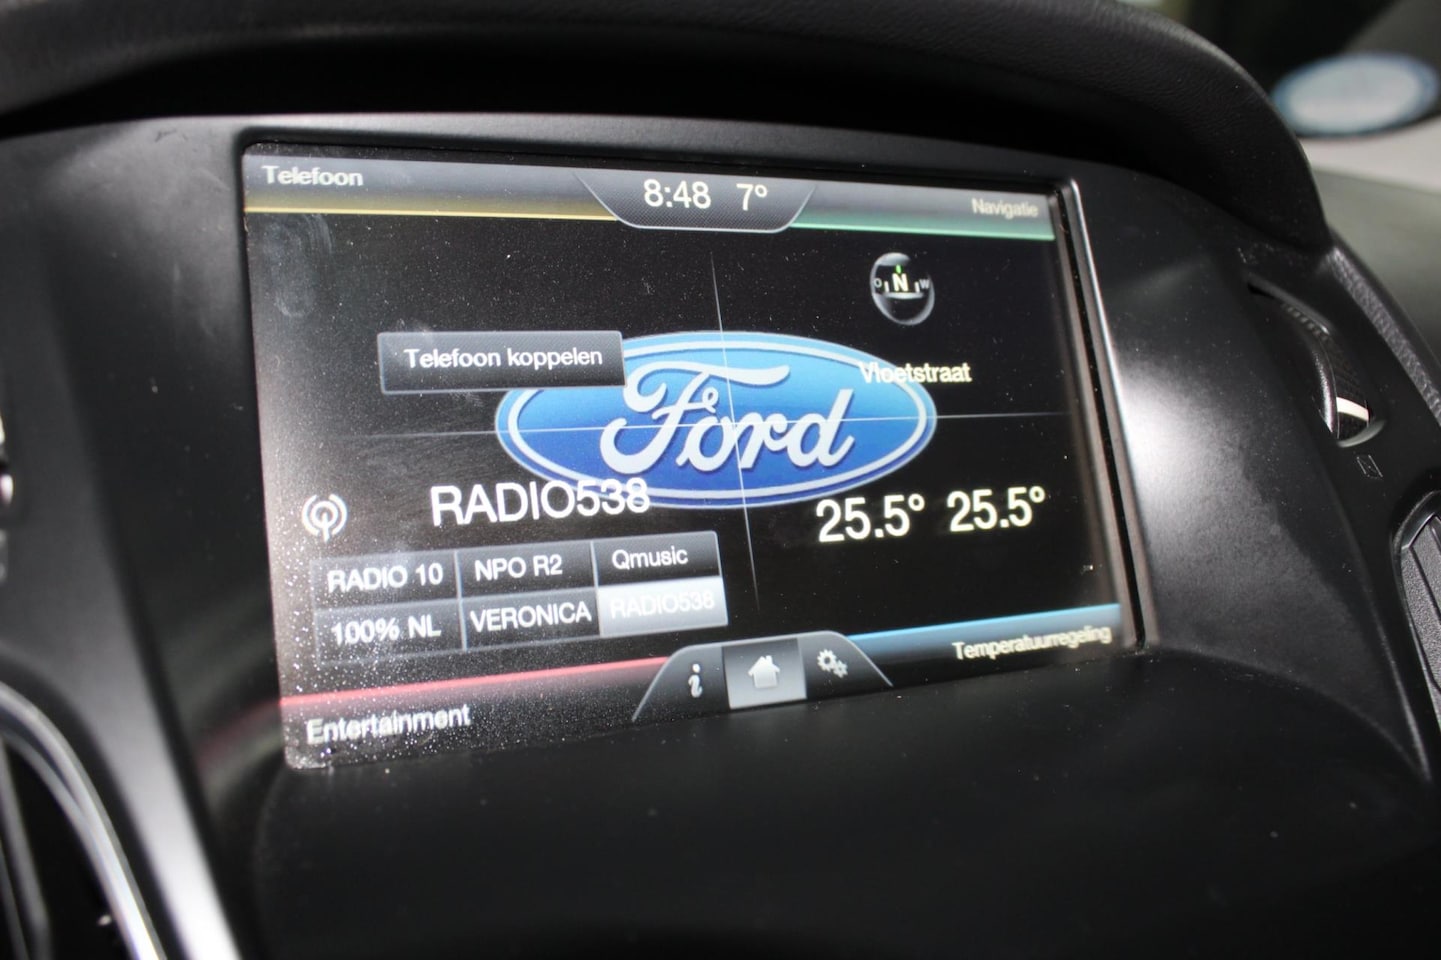 Telefoon
8:48 7°
Navigatie
O N W
Telefoon koppelen
Ford
Vloetstraat
RADIO538
25.5° 25.5°
RADIO 10 NPO R2 Qmusic
100% NL VERONICA RADIO538
i
Entertainment
Temperatuurregeling